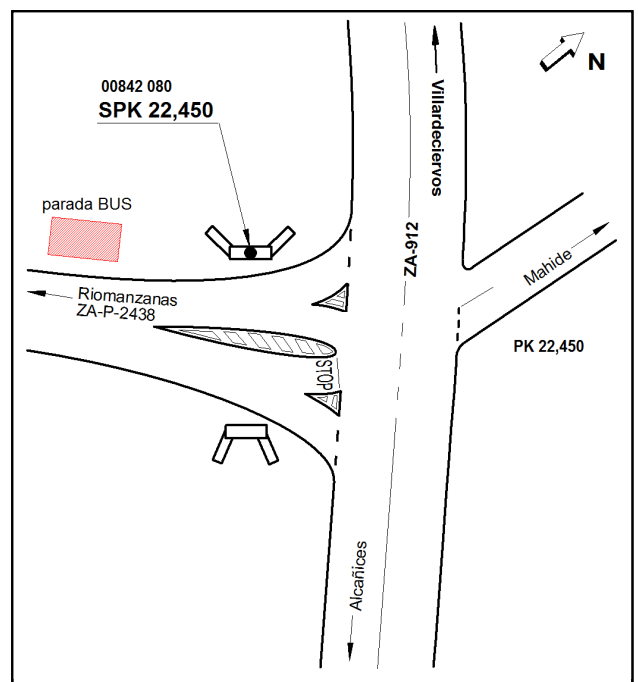 N
00842 080
SPK 22,450
Villardeciervos
parada BUS
ZA-912
Mahide
Riomanzanas
ZA-P-2438
PK 22,450
STOP
Alcañices